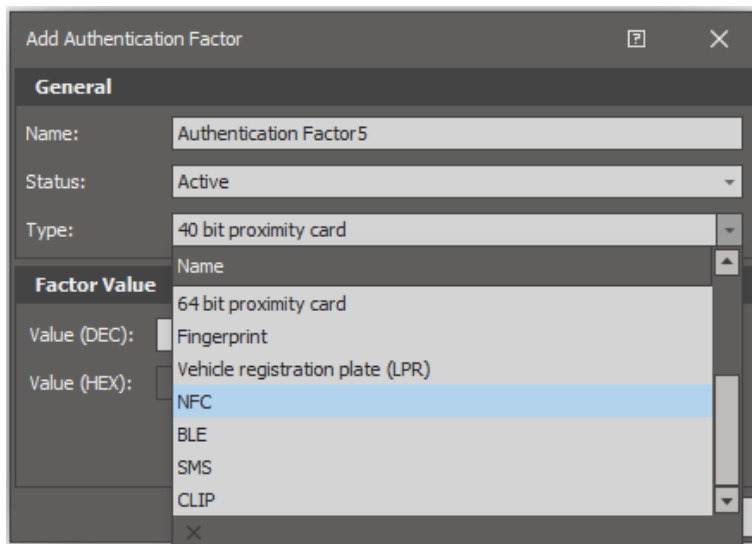 Add Authentication Factor
General
Name: Authentication Factor5
Status: Active
Type: 40 bit proximity card
Name
Factor Value
64 bit proximity card
Value (DEC):
Fingerprint
Vehicle registration plate (LPR)
Value (HEX):
NFC
BLE
SMS
CLIP